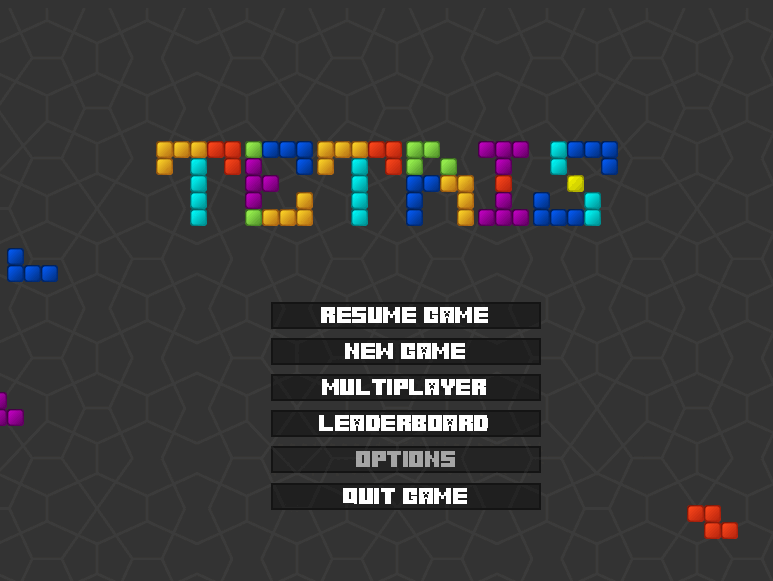 TETRIS
RESUME GAME
NEW GAME
MULTIPLAYER
LEADERBOARD
OPTIONS
QUIT GAME